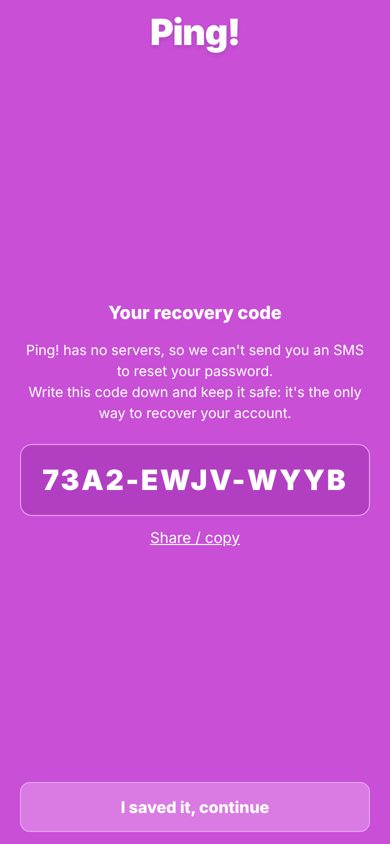 Ping!
Your recovery code
Ping! has no servers, so we can't send you an SMS
to reset your password.
Write this code down and keep it safe: it's the only
way to recover your account.
73A2-EWJV-WYYB
Share / copy
I saved it, continue